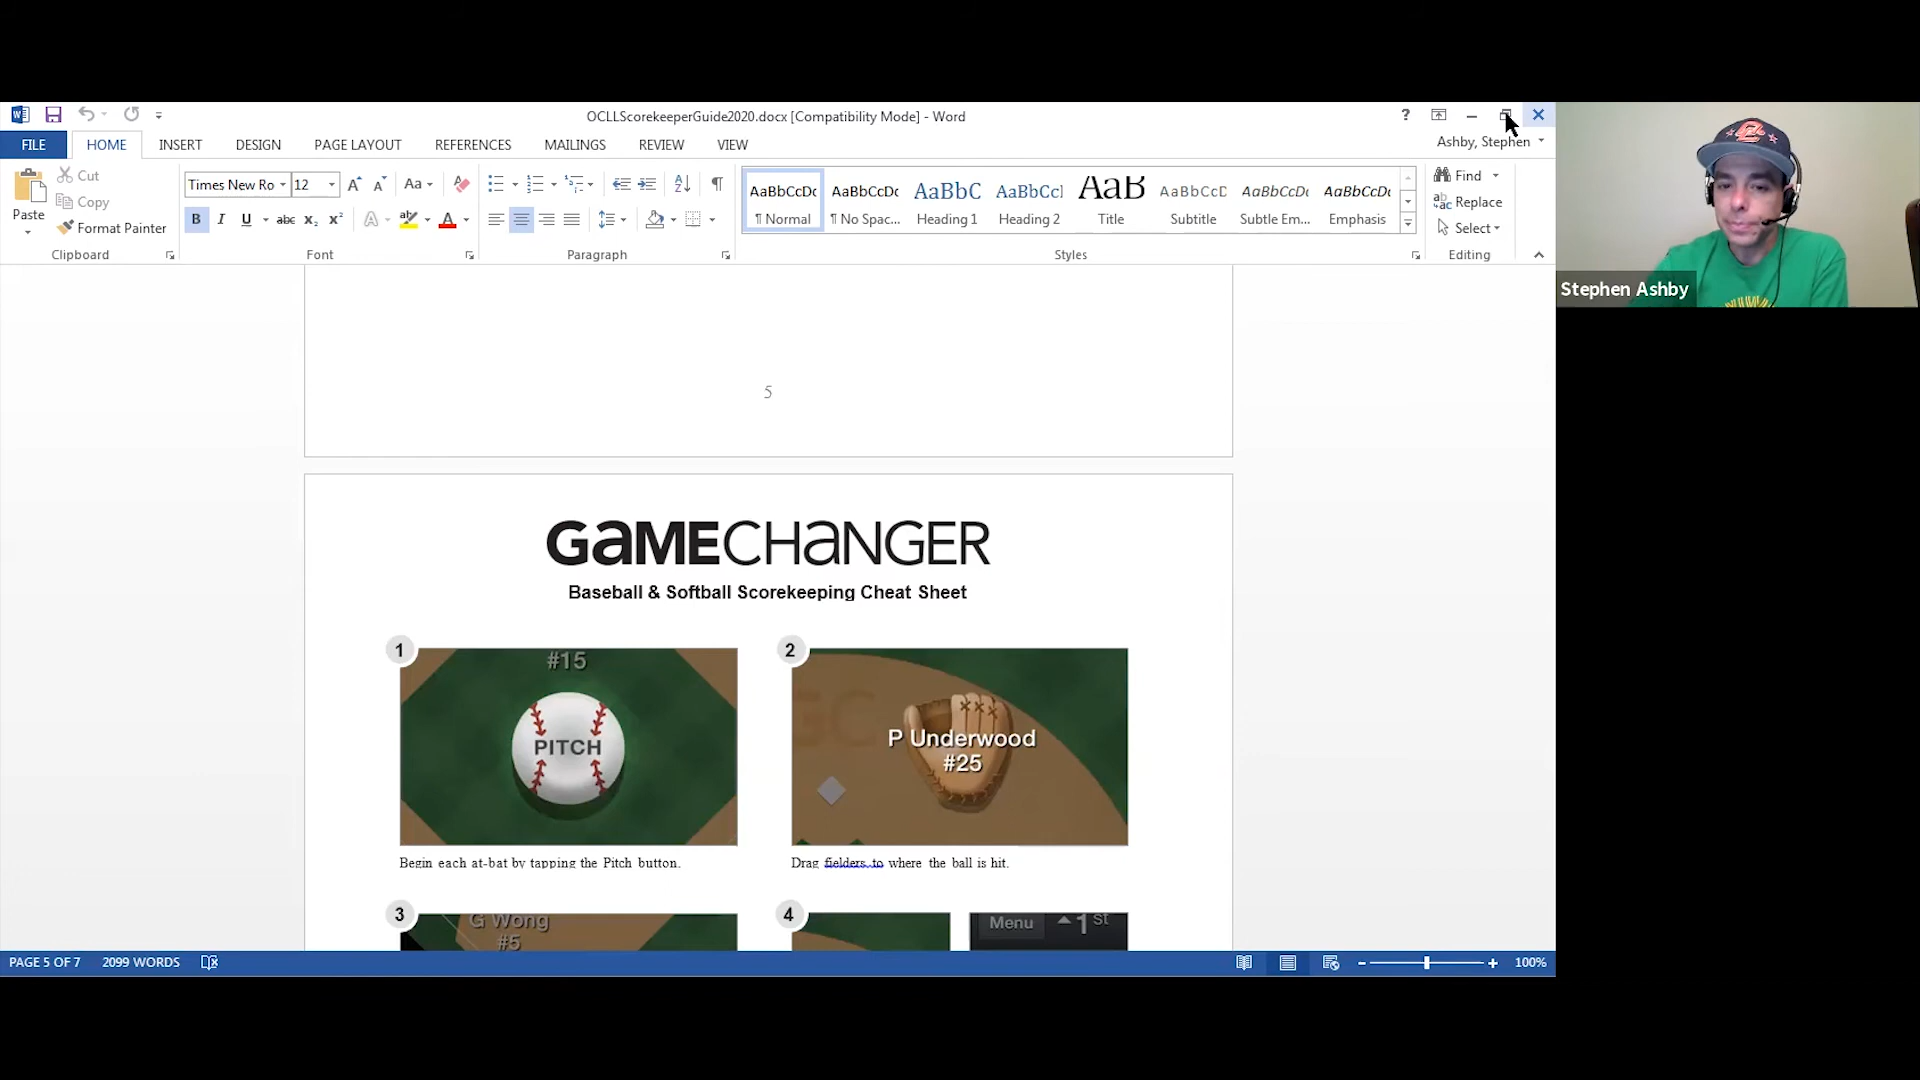 OCLLScorekeeperGuide2020.docx [Compatibility Mode] - Word
?
Ashby, Stephen
FILE HOME INSERT DESIGN PAGE LAYOUT REFERENCES MAILINGS REVIEW VIEW
Paste
Cut
Copy
Format Painter
Clipboard
Times New Ro 12
B I U abc x₂ x²
Aa
A
Font
Paragraph
AaBbCcDc AaBbCcDc AaBbC AaBbCc AaB AaBbCcD AaBbCcDc AaBbCcDc
¶ Normal ¶ No Spac... Heading 1 Heading 2 Title Subtitle Subtle Em... Emphasis
Styles
Find
Replace
Select
Editing
Stephen Ashby
5
GAMECHANGER
Baseball & Softball Scorekeeping Cheat Sheet
1
#15
PITCH
Begin each at-bat by tapping the Pitch button.
2
GC
P Underwood
#25
Drag fielders to where the ball is hit.
3
G Wong
#5
4
Menu 1st
PAGE 5 OF 7 2099 WORDS
100%